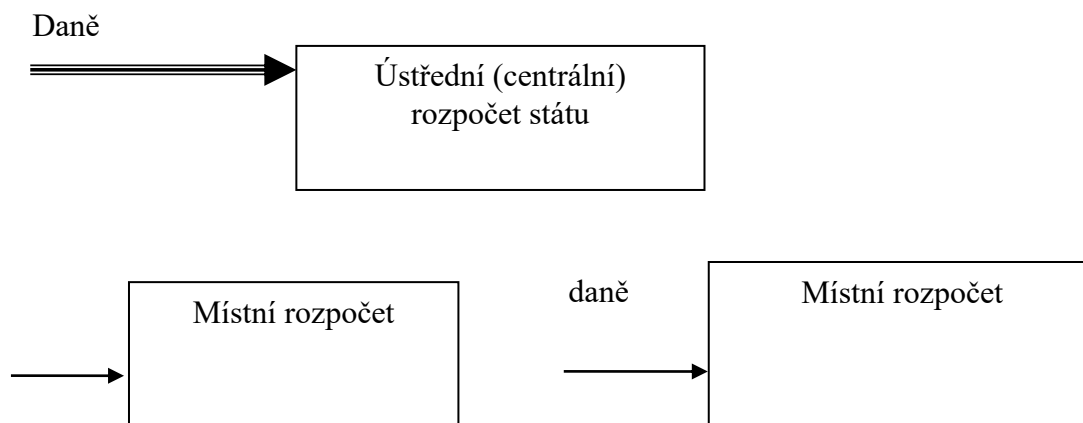 Daně
Ústřední (centrální)
rozpočet státu
Místní rozpočet
daně
Místní rozpočet